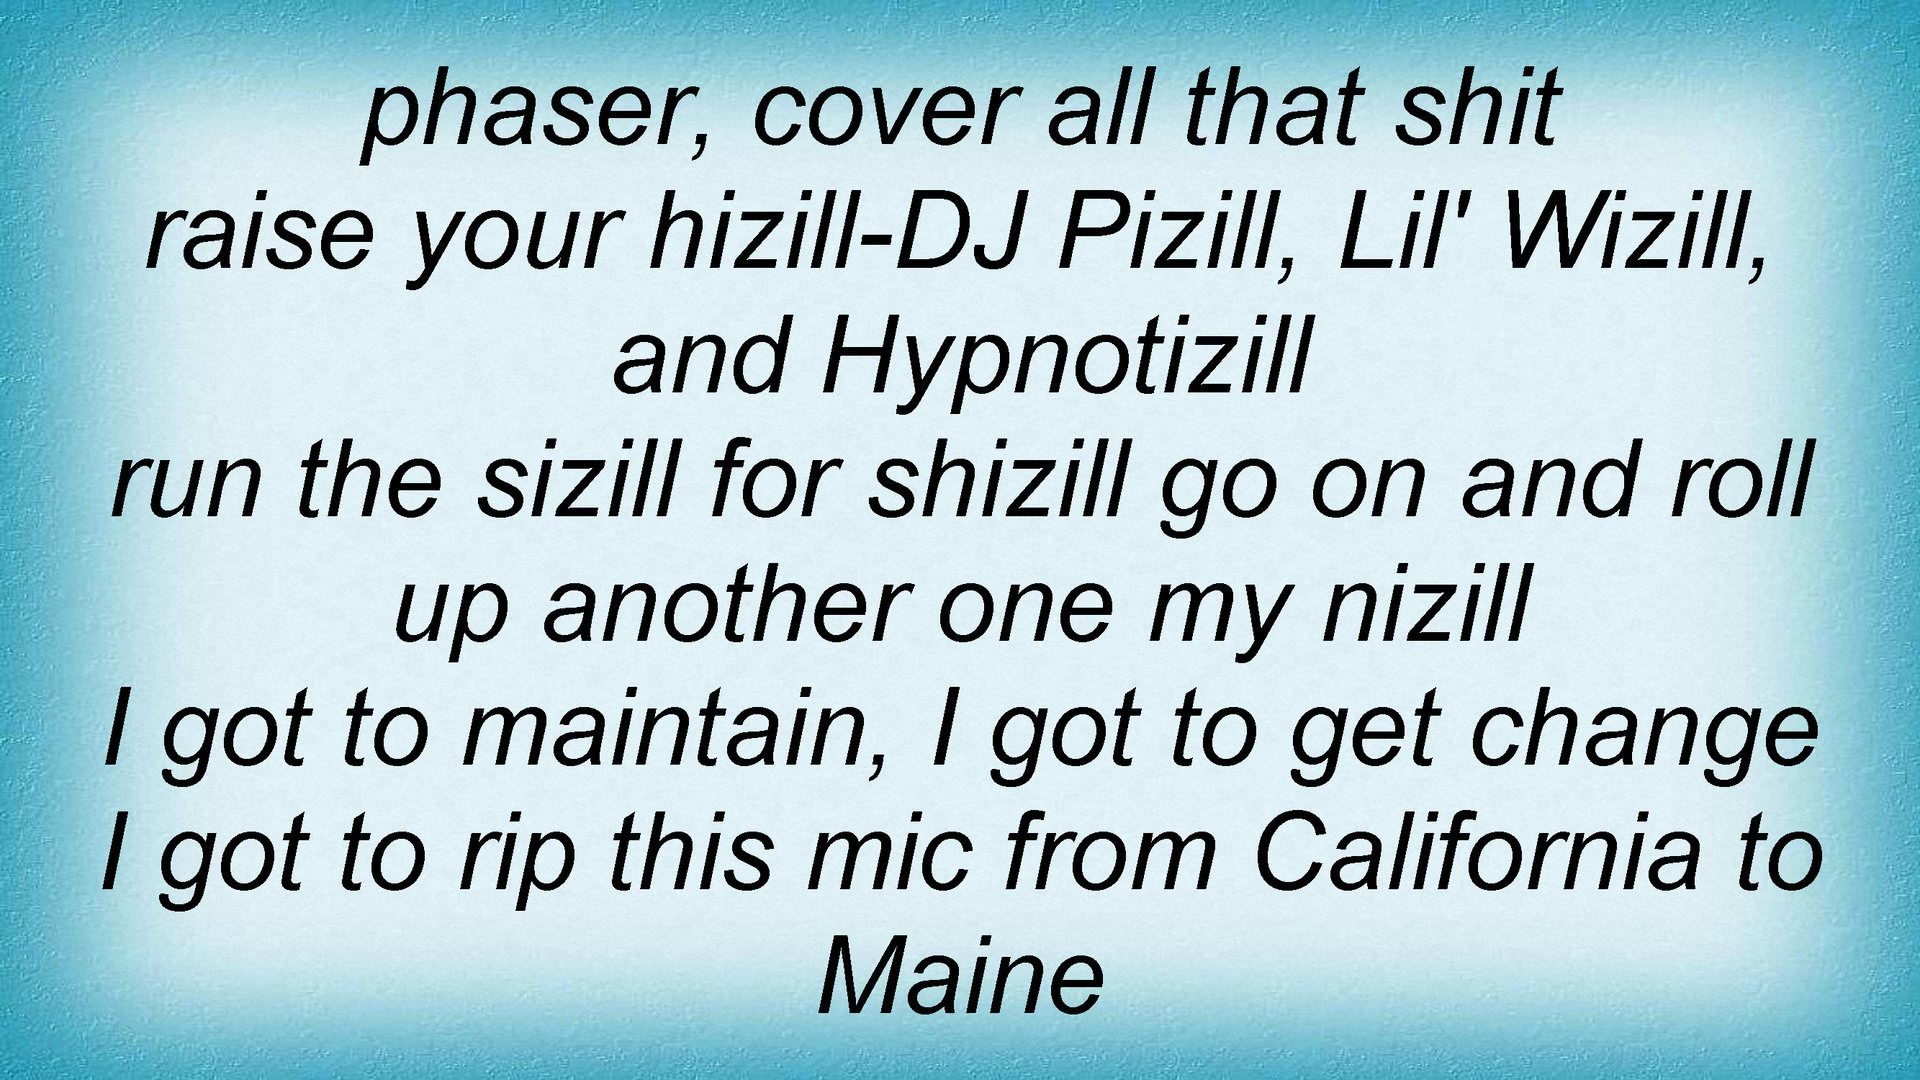 phaser, cover all that shit
raise your hizill-DJ Pizill, Lil' Wizill,
and Hypnotizill
run the sizill for shizill go on and roll
up another one my nizill
I got to maintain, I got to get change
I got to rip this mic from California to
Maine